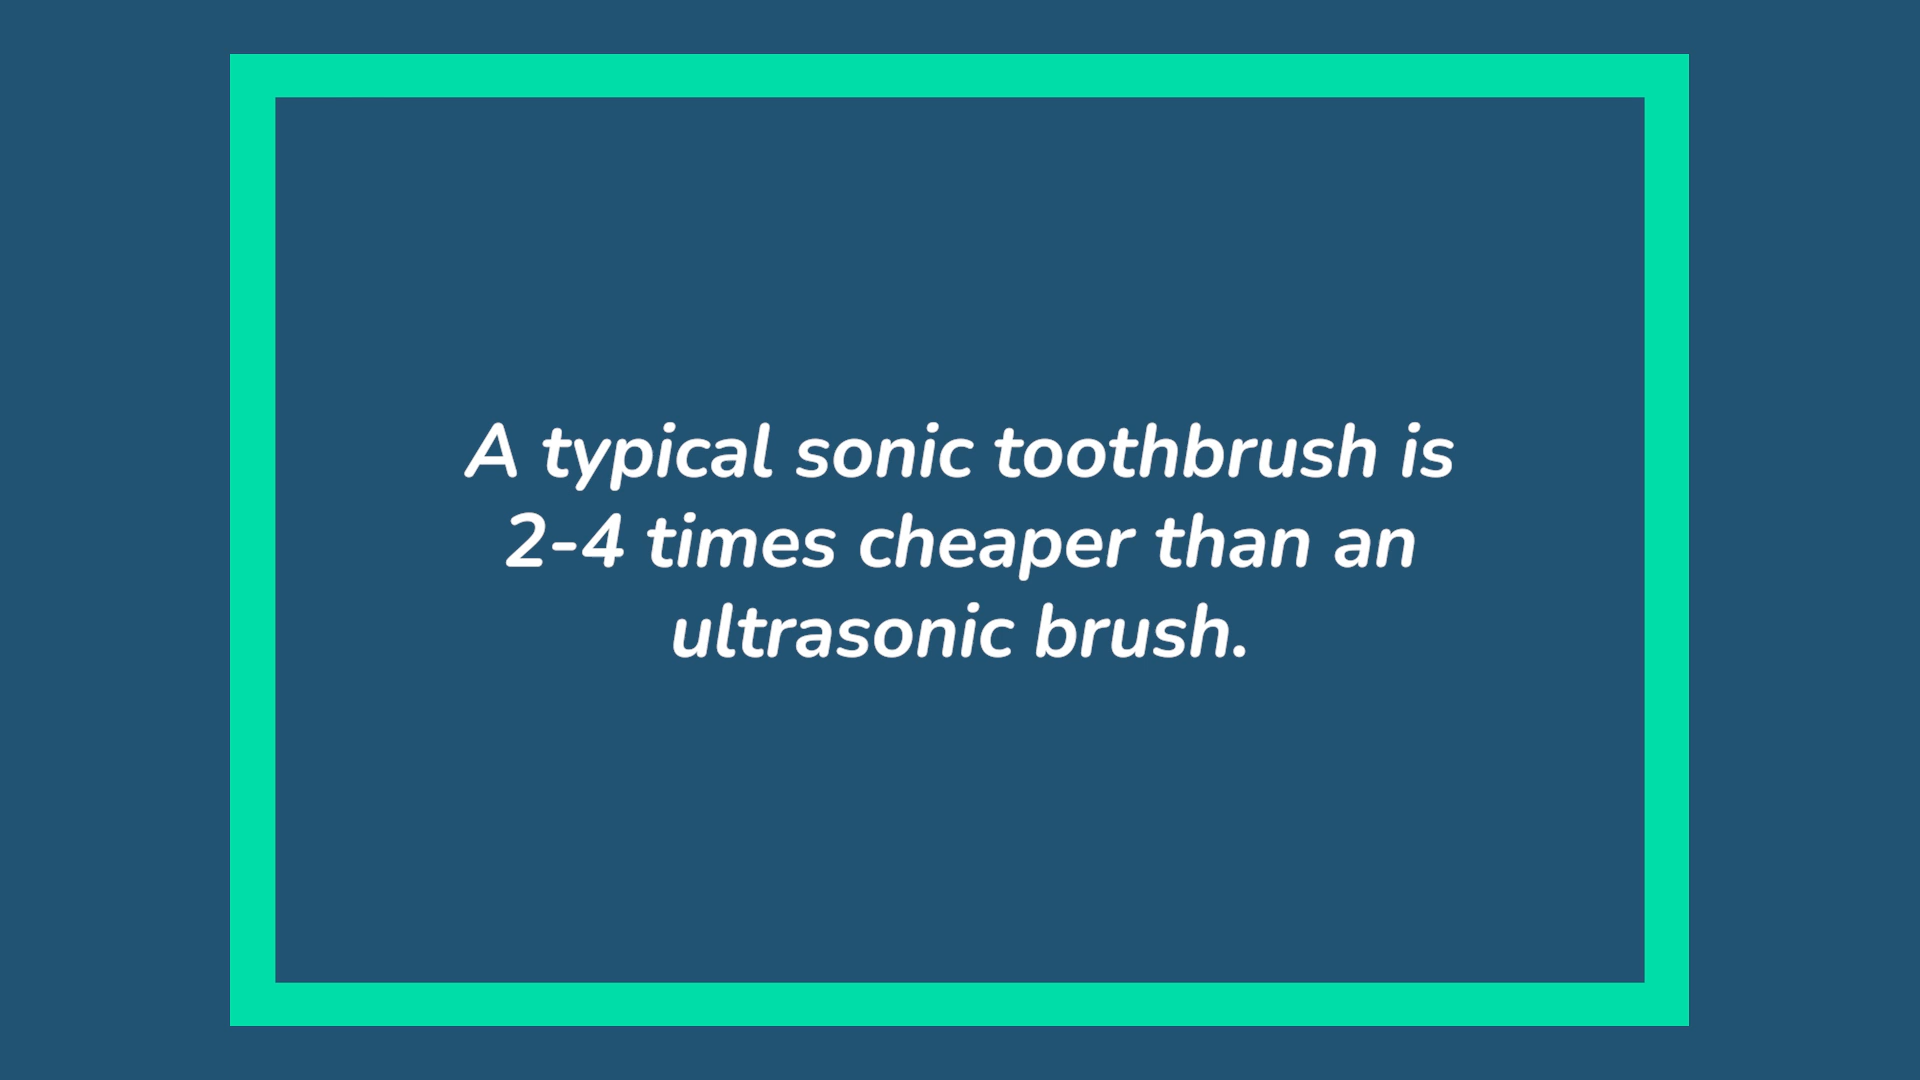 A typical sonic toothbrush is
2-4 times cheaper than an
ultrasonic brush.